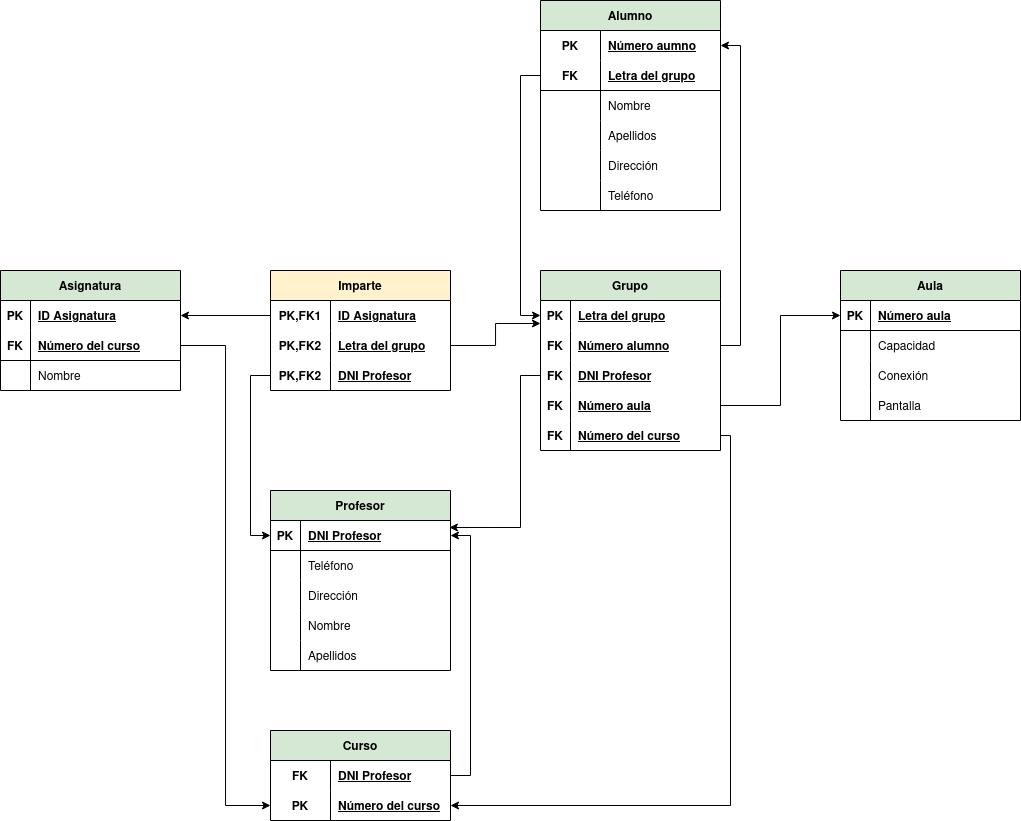 Alumno
PK Número aumno
FK Letra del grupo
Nombre
Apellidos
Dirección
Teléfono
Asignatura
PK ID Asignatura
FK Número del curso
Nombre
Imparte
PK,FK1 ID Asignatura
PK,FK2 Letra del grupo
PK,FK2 DNI Profesor
Grupo
PK Letra del grupo
FK Número alumno
FK DNI Profesor
FK Número aula
FK Número del curso
Aula
PK Número aula
Capacidad
Conexión
Pantalla
Profesor
PK DNI Profesor
Teléfono
Dirección
Nombre
Apellidos
Curso
FK DNI Profesor
PK Número del curso